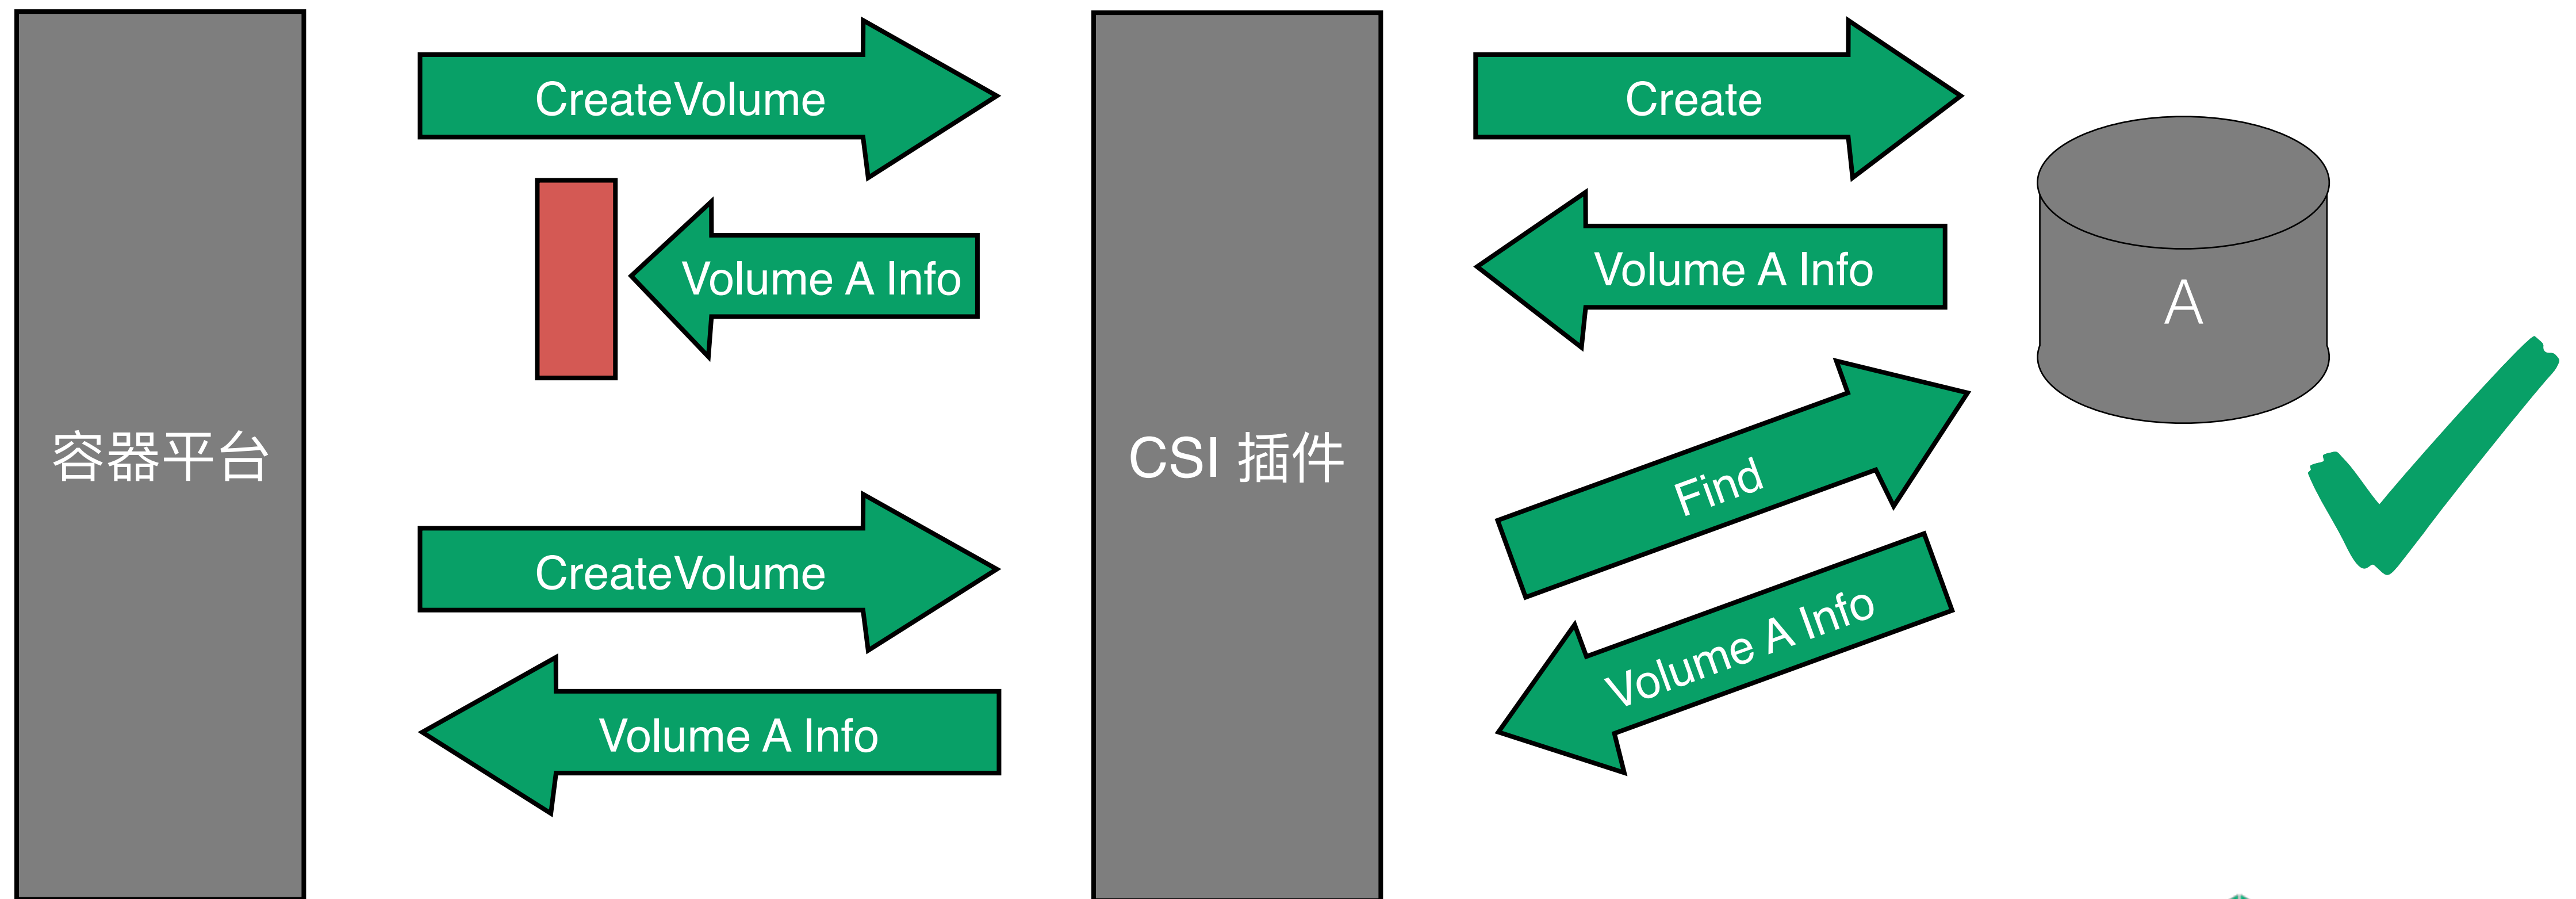 CreateVolume
Create
Volume A Info
Volume A Info
A
容器平台
CSI 插件
Find
CreateVolume
Volume A Info
Volume A Info